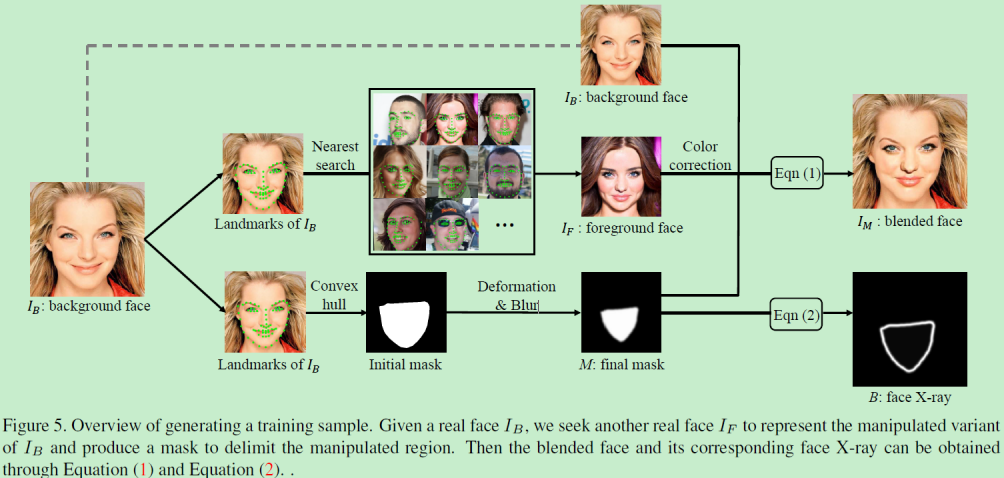 I_B: background face
Nearest
search
Color
correction
Eqn (1)
Landmarks of I_B
I_F : foreground face
I_M : blended face
I_B: background face
Convex
hull
Deformation
& Blur
Eqn (2)
Landmarks of I_B
Initial mask
M: final mask
B: face X-ray
Figure 5. Overview of generating a training sample. Given a real face I_B, we seek another real face I_F to represent the manipulated variant
of I_B and produce a mask to delimit the manipulated region. Then the blended face and its corresponding face X-ray can be obtained
through Equation (1) and Equation (2). .